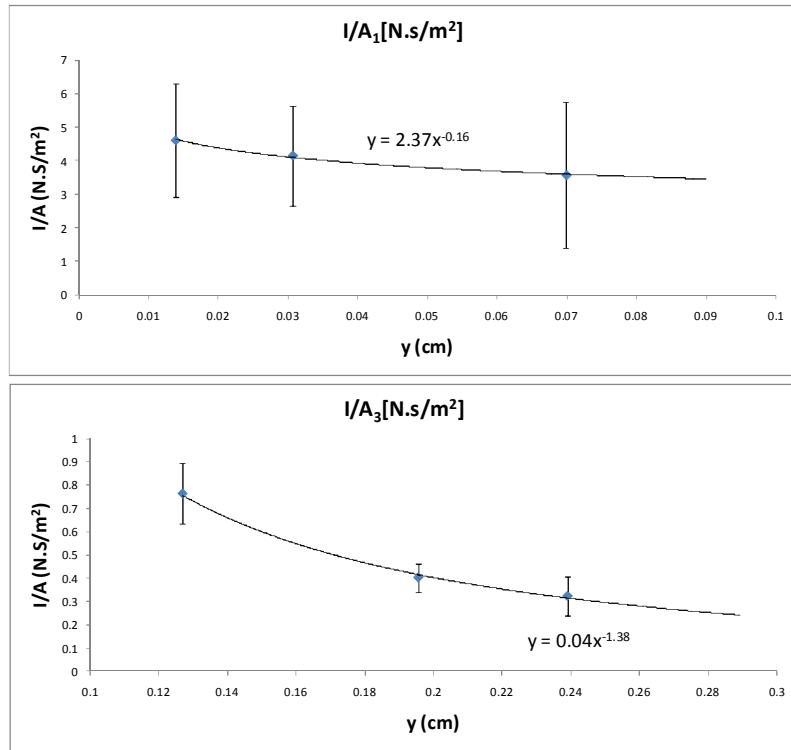 I/A₁[N.s/m²]
I/A (N.S/m²)
7
6
5
4
3
2
1
0
y = 2.37x⁻⁰·¹⁶
0 0.01 0.02 0.03 0.04 0.05 0.06 0.07 0.08 0.09 0.1
y (cm)
I/A₃[N.s/m²]
I/A (N.S/m²)
1
0.9
0.8
0.7
0.6
0.5
0.4
0.3
0.2
0.1
0
y = 0.04x⁻¹·³⁸
0.1 0.12 0.14 0.16 0.18 0.2 0.22 0.24 0.26 0.28 0.3
y (cm)